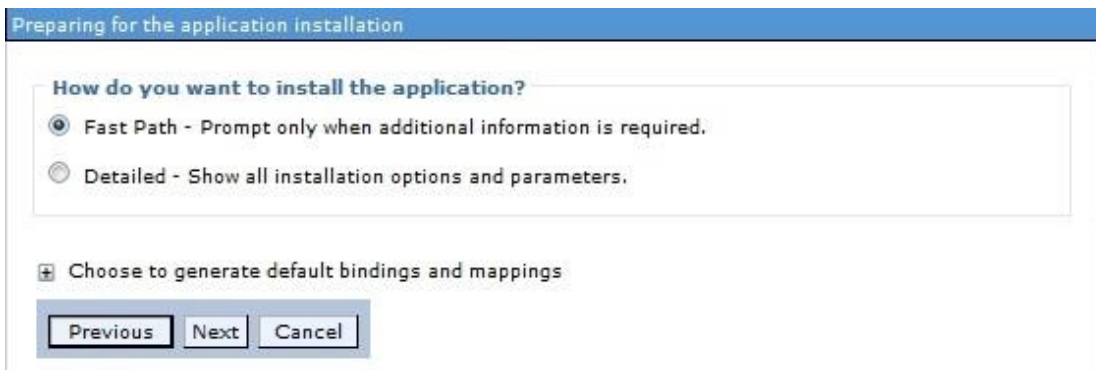 Preparing for the application installation
How do you want to install the application?
Fast Path - Prompt only when additional information is required.
Detailed - Show all installation options and parameters.
Choose to generate default bindings and mappings
Previous Next Cancel